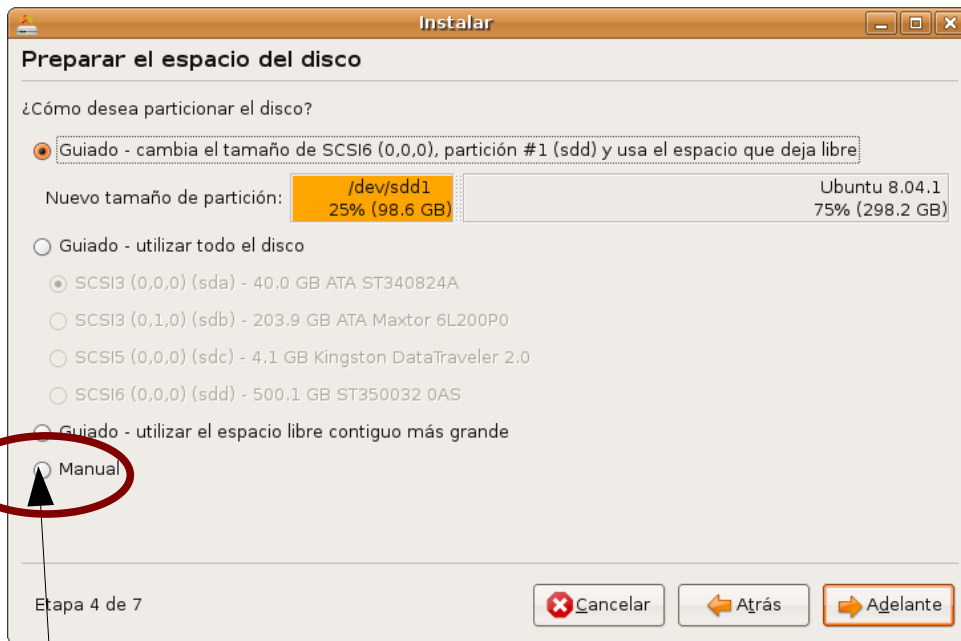 Instalar
Preparar el espacio del disco
¿Cómo desea particionar el disco?
Guiado - cambia el tamaño de SCSI6 (0,0,0), partición #1 (sdd) y usa el espacio que deja libre
Nuevo tamaño de partición:
/dev/sdd1
25% (98.6 GB)
Ubuntu 8.04.1
75% (298.2 GB)
Guiado - utilizar todo el disco
SCSI3 (0,0,0) (sda) - 40.0 GB ATA ST340824A
SCSI3 (0,1,0) (sdb) - 203.9 GB ATA Maxtor 6L200P0
SCSI5 (0,0,0) (sdc) - 4.1 GB Kingston DataTraveler 2.0
SCSI6 (0,0,0) (sdd) - 500.1 GB ST350032 0AS
Guiado - utilizar el espacio libre contiguo más grande
Manual
Etapa 4 de 7
Cancelar
Atrás
Adelante